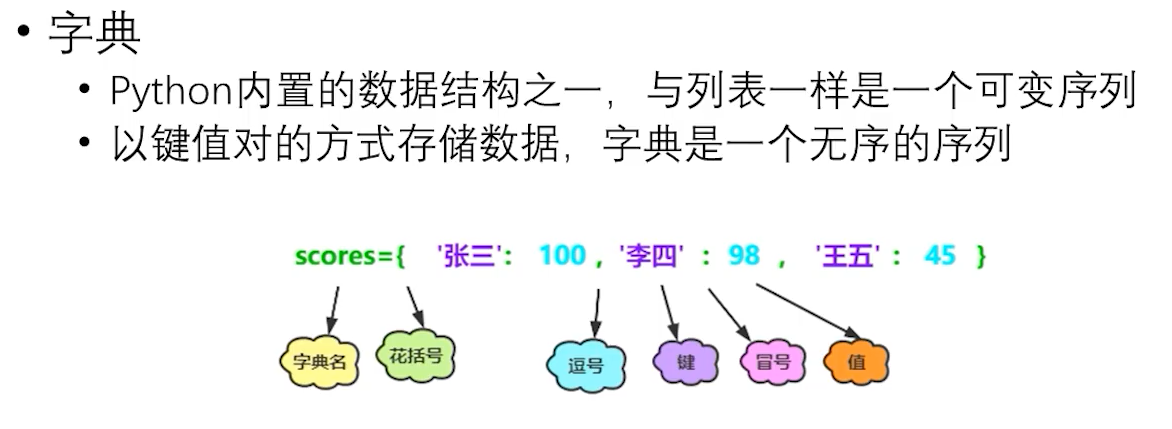 • 字典
• Python内置的数据结构之一，与列表一样是一个可变序列
• 以键值对的方式存储数据，字典是一个无序的序列
scores={ '张三': 100 , '李四' : 98 , '王五' : 45 }
字典名 花括号 逗号 键 冒号 值